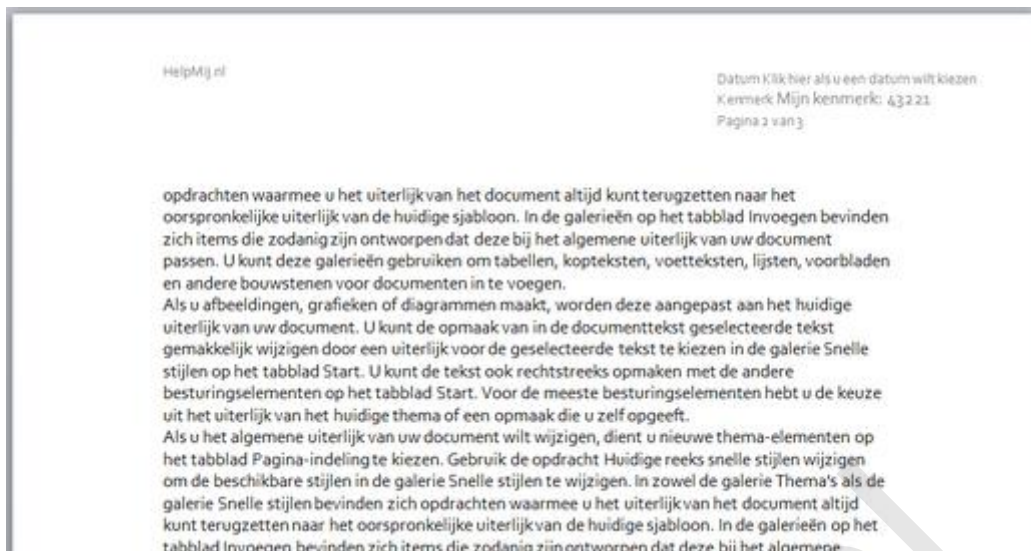 HelpMij.nl
Datum Klik hier als u een datum wilt kiezen
Kenmerk Mijn kenmerk: 43221
Pagina 2 van 3
opdrachten waarmee u het uiterlijk van het document altijd kunt terugzetten naar het
oorspronkelijke uiterlijk van de huidige sjabloon. In de galerieën op het tabblad Invoegen bevinden
zich items die zodanig zijn ontworpen dat deze bij het algemene uiterlijk van uw document
passen. U kunt deze galerieën gebruiken om tabellen, kopteksten, voetteksten, lijsten, voorbladen
en andere bouwstenen voor documenten in te voegen.
Als u afbeeldingen, grafieken of diagrammen maakt, worden deze aangepast aan het huidige
uiterlijk van uw document. U kunt de opmaak van in de documenttekst geselecteerde tekst
gemakkelijk wijzigen door een uiterlijk voor de geselecteerde tekst te kiezen in de galerie Snelle
stijlen op het tabblad Start. U kunt de tekst ook rechtstreeks opmaken met de andere
besturingselementen op het tabblad Start. Voor de meeste besturingselementen hebt u de keuze
uit het uiterlijk van het huidige thema of een opmaak die u zelf opgeeft.
Als u het algemene uiterlijk van uw document wilt wijzigen, dient u nieuwe thema-elementen op
het tabblad Pagina-indeling te kiezen. Gebruik de opdracht Huidige reeks snelle stijlen wijzigen
om de beschikbare stijlen in de galerie Snelle stijlen te wijzigen. In zowel de galerie Thema's als de
galerie Snelle stijlen bevinden zich opdrachten waarmee u het uiterlijk van het document altijd
kunt terugzetten naar het oorspronkelijke uiterlijk van de huidige sjabloon. In de galerieën op het
tabblad Invoegen bevinden zich items die zodanig zijn ontworpen dat deze bij het algemene